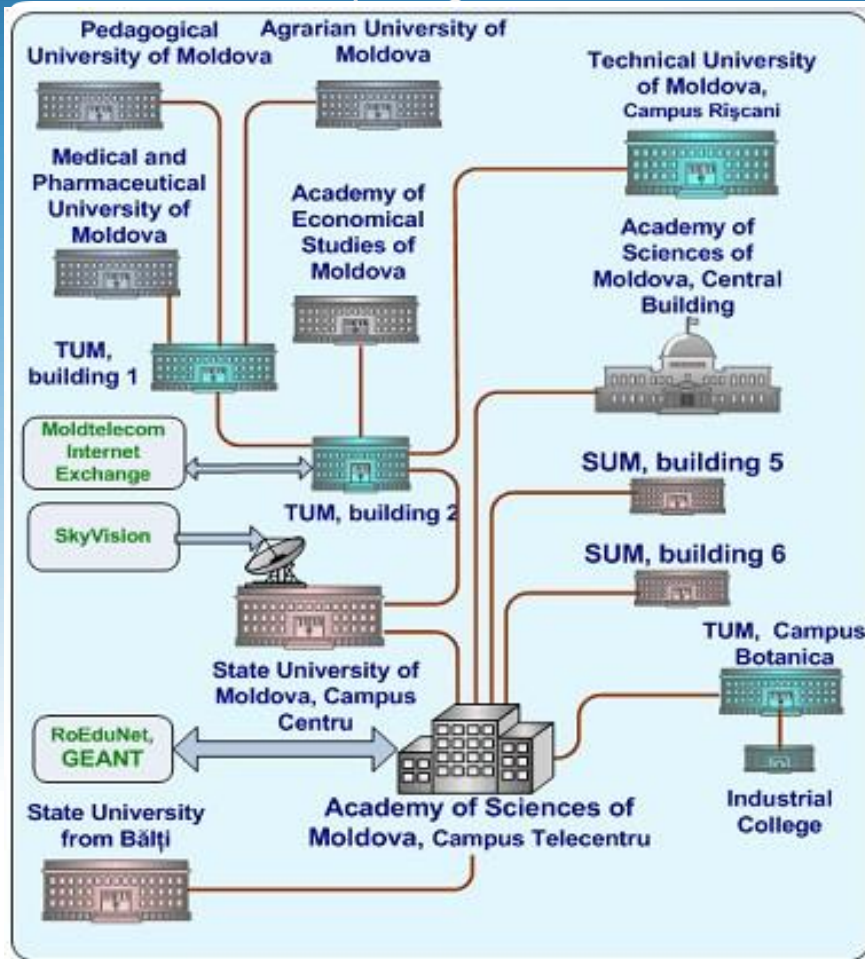 Pedagogical
University of Moldova
Agrarian University of
Moldova
Technical University
of Moldova,
Campus Rîşcani
Medical and
Pharmaceutical
University of
Moldova
Academy of
Economical
Studies of
Moldova
Academy of
Sciences of
Moldova, Central
Building
TUM,
building 1
Moldtelecom
Internet
Exchange
TUM, building 2
SUM, building 5
SkyVision
SUM, building 6
TUM, Campus
Botanica
State University of
Moldova, Campus
Centru
RoEduNet,
GEANT
Academy of Sciences of
Moldova, Campus Telecentru
Industrial
College
State University
from Bălţi